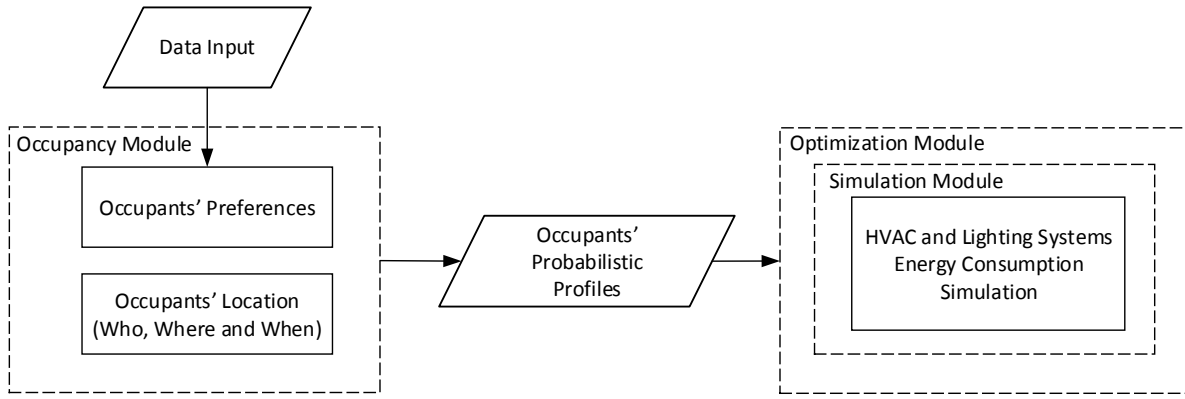 Data Input
Occupancy Module
Occupants’ Preferences
Occupants’ Location
(Who, Where and When)
Occupants’
Probabilistic
Profiles
Optimization Module
Simulation Module
HVAC and Lighting Systems
Energy Consumption
Simulation